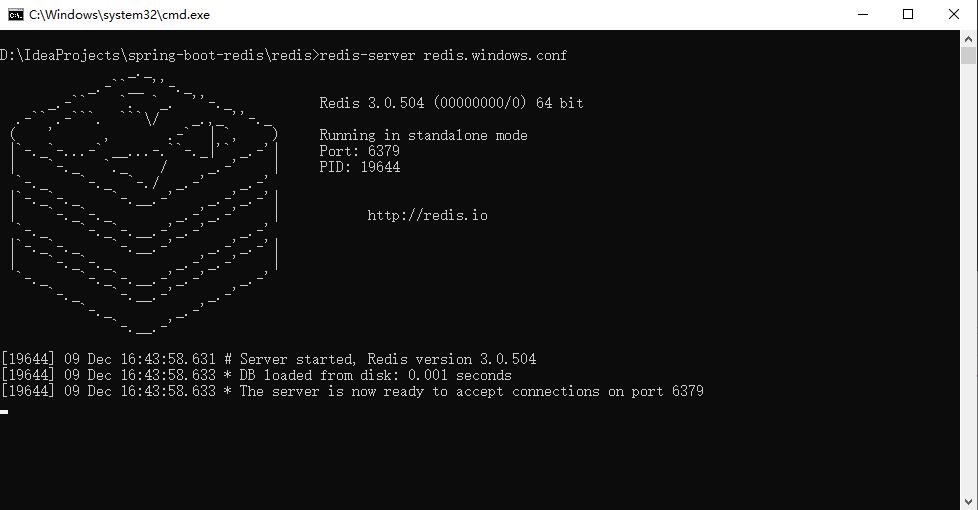 C:\Windows\system32\cmd.exe
D:\IdeaProjects\spring-boot-redis\redis>redis-server redis.windows.conf
Redis 3.0.504 (00000000/0) 64 bit
Running in standalone mode
Port: 6379
PID: 19644
http://redis.io
[19644] 09 Dec 16:43:58.631 # Server started, Redis version 3.0.504
[19644] 09 Dec 16:43:58.633 * DB loaded from disk: 0.001 seconds
[19644] 09 Dec 16:43:58.633 * The server is now ready to accept connections on port 6379